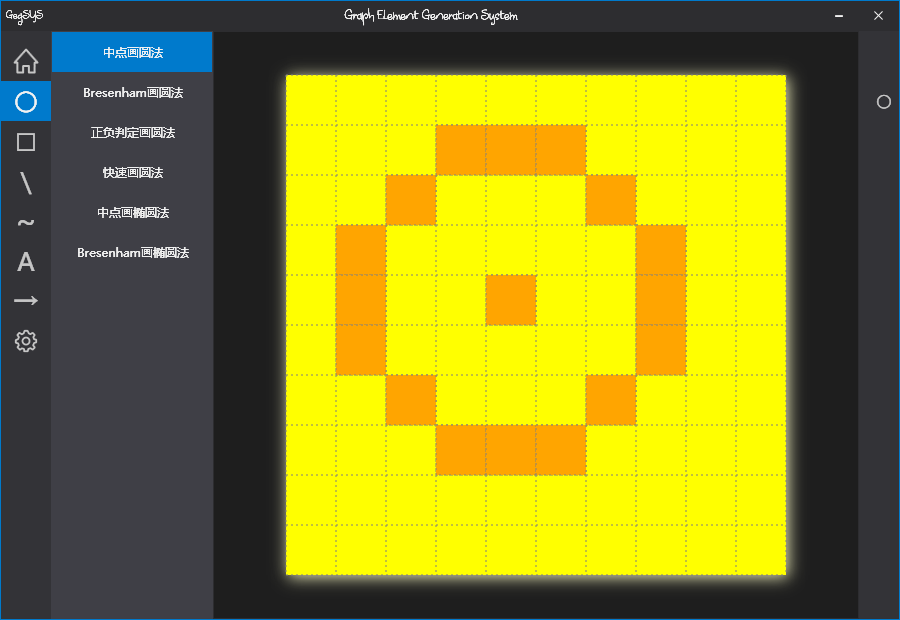 GegSYS
Graph Element Generation System
中点画圆法
Bresenham画圆法
正负判定画圆法
快速画圆法
中点画椭圆法
Bresenham画椭圆法
A